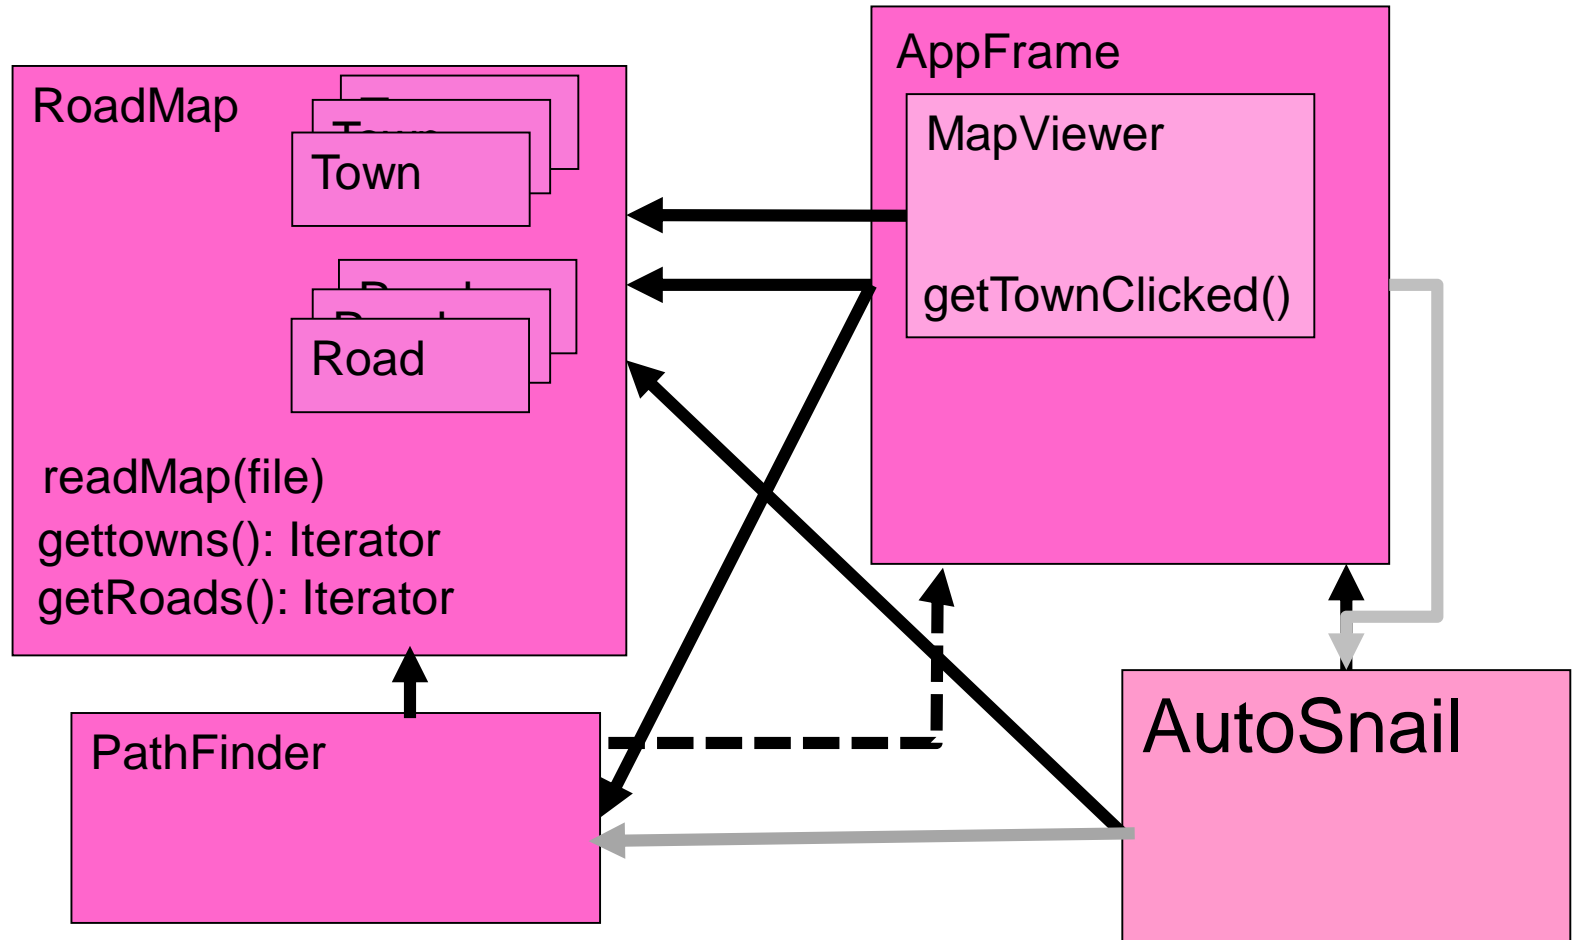 RoadMap
Town
Road
readMap(file)
gettowns(): Iterator
getRoads(): Iterator
AppFrame
MapViewer
getTownClicked()
PathFinder
AutoSnail